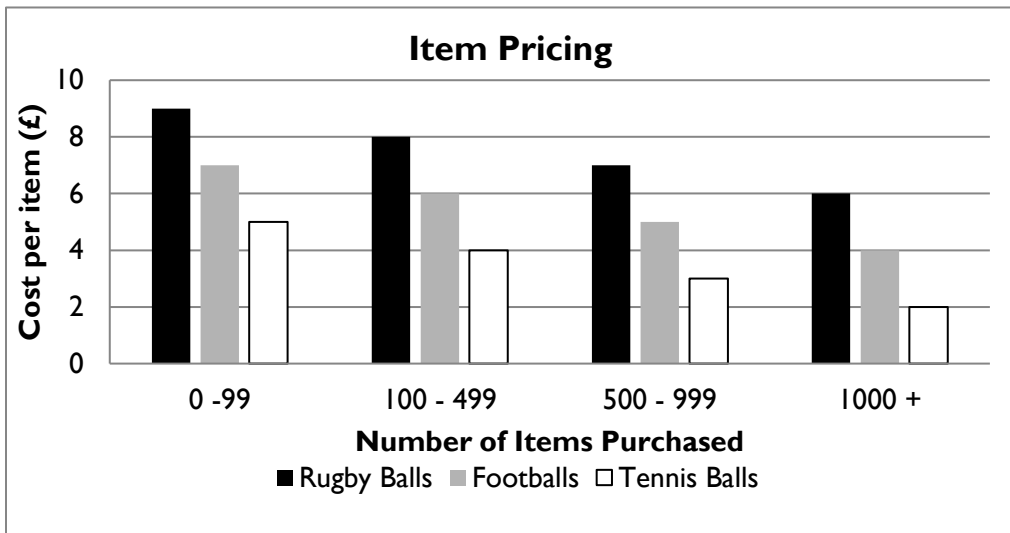 Item Pricing
Cost per item (£)
10
8
6
4
2
0
0 -99
100 - 499
500 - 999
1000 +
Number of Items Purchased
Rugby Balls
Footballs
Tennis Balls